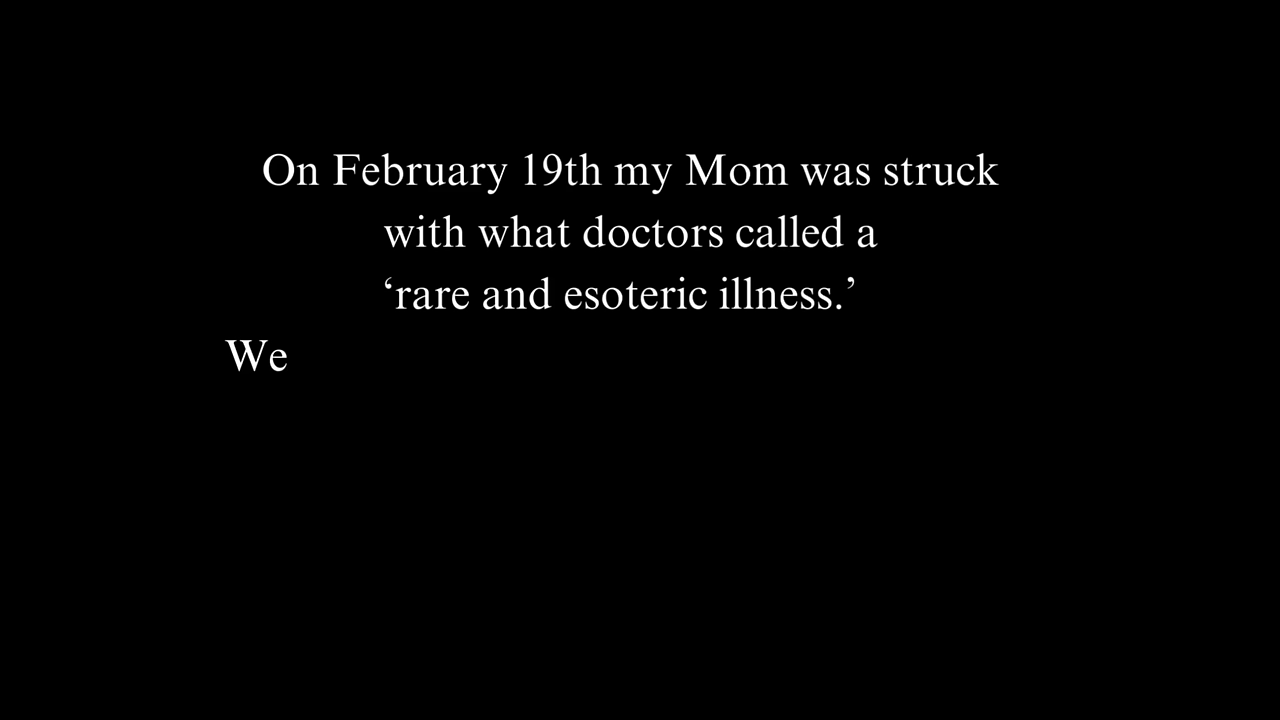 On February 19th my Mom was struck
with what doctors called a
‘rare and esoteric illness.’
We